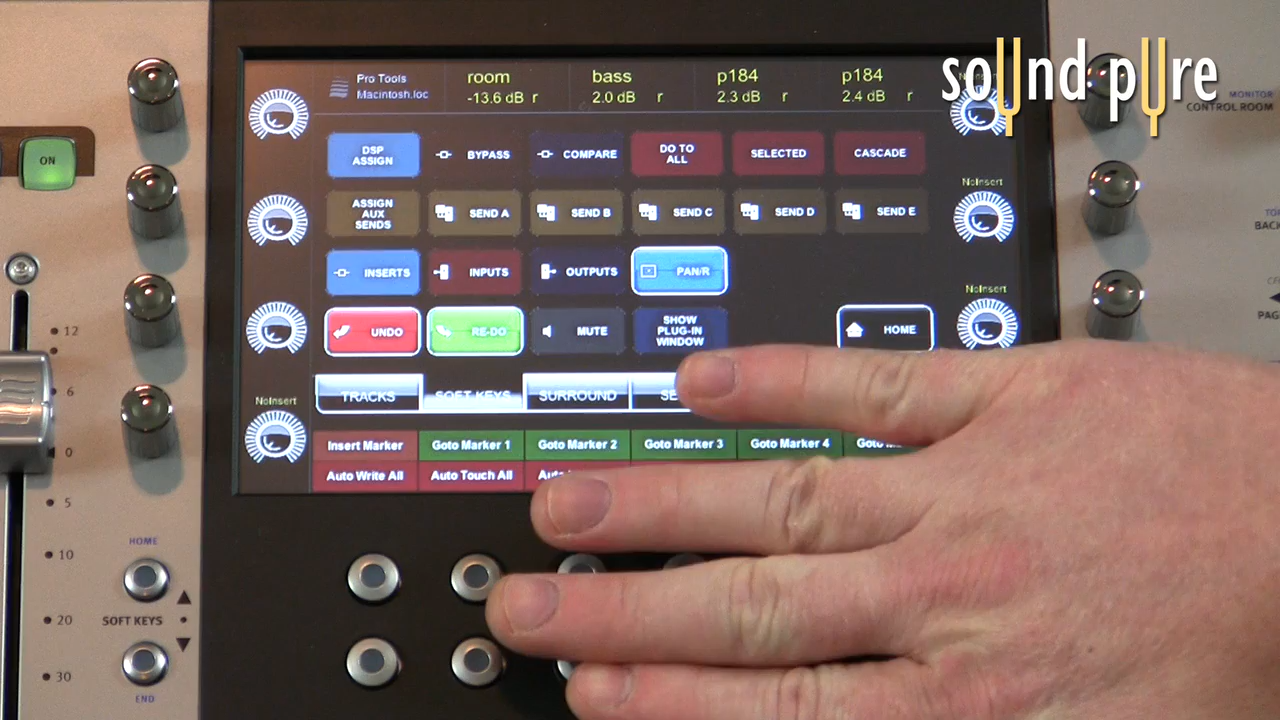 sound pure
Pro Tools
Macintosh.loc
room
-13.6 dB r
bass
2.0 dB r
p184
2.3 dB r
p184
2.4 dB r
MONITOR
CONTROL ROOM
ON
DSP
ASSIGN
BYPASS
COMPARE
DO TO
ALL
SELECTED
CASCADE
NoInsert
ASSIGN
AUX
SENDS
SEND A
SEND B
SEND C
SEND D
SEND E
INSERTS
INPUTS
OUTPUTS
PAN/R
NoInsert
UNDO
RE-DO
MUTE
SHOW
PLUG-IN
WINDOW
HOME
12
6
0
5
10
20
30
TRACKS
SOFT KEYS
SURROUND
NoInsert
Insert Marker
Goto Marker 1
Goto Marker 2
Goto Marker 3
Goto Marker 4
Auto Write All
Auto Touch All
HOME
SOFT KEYS
END